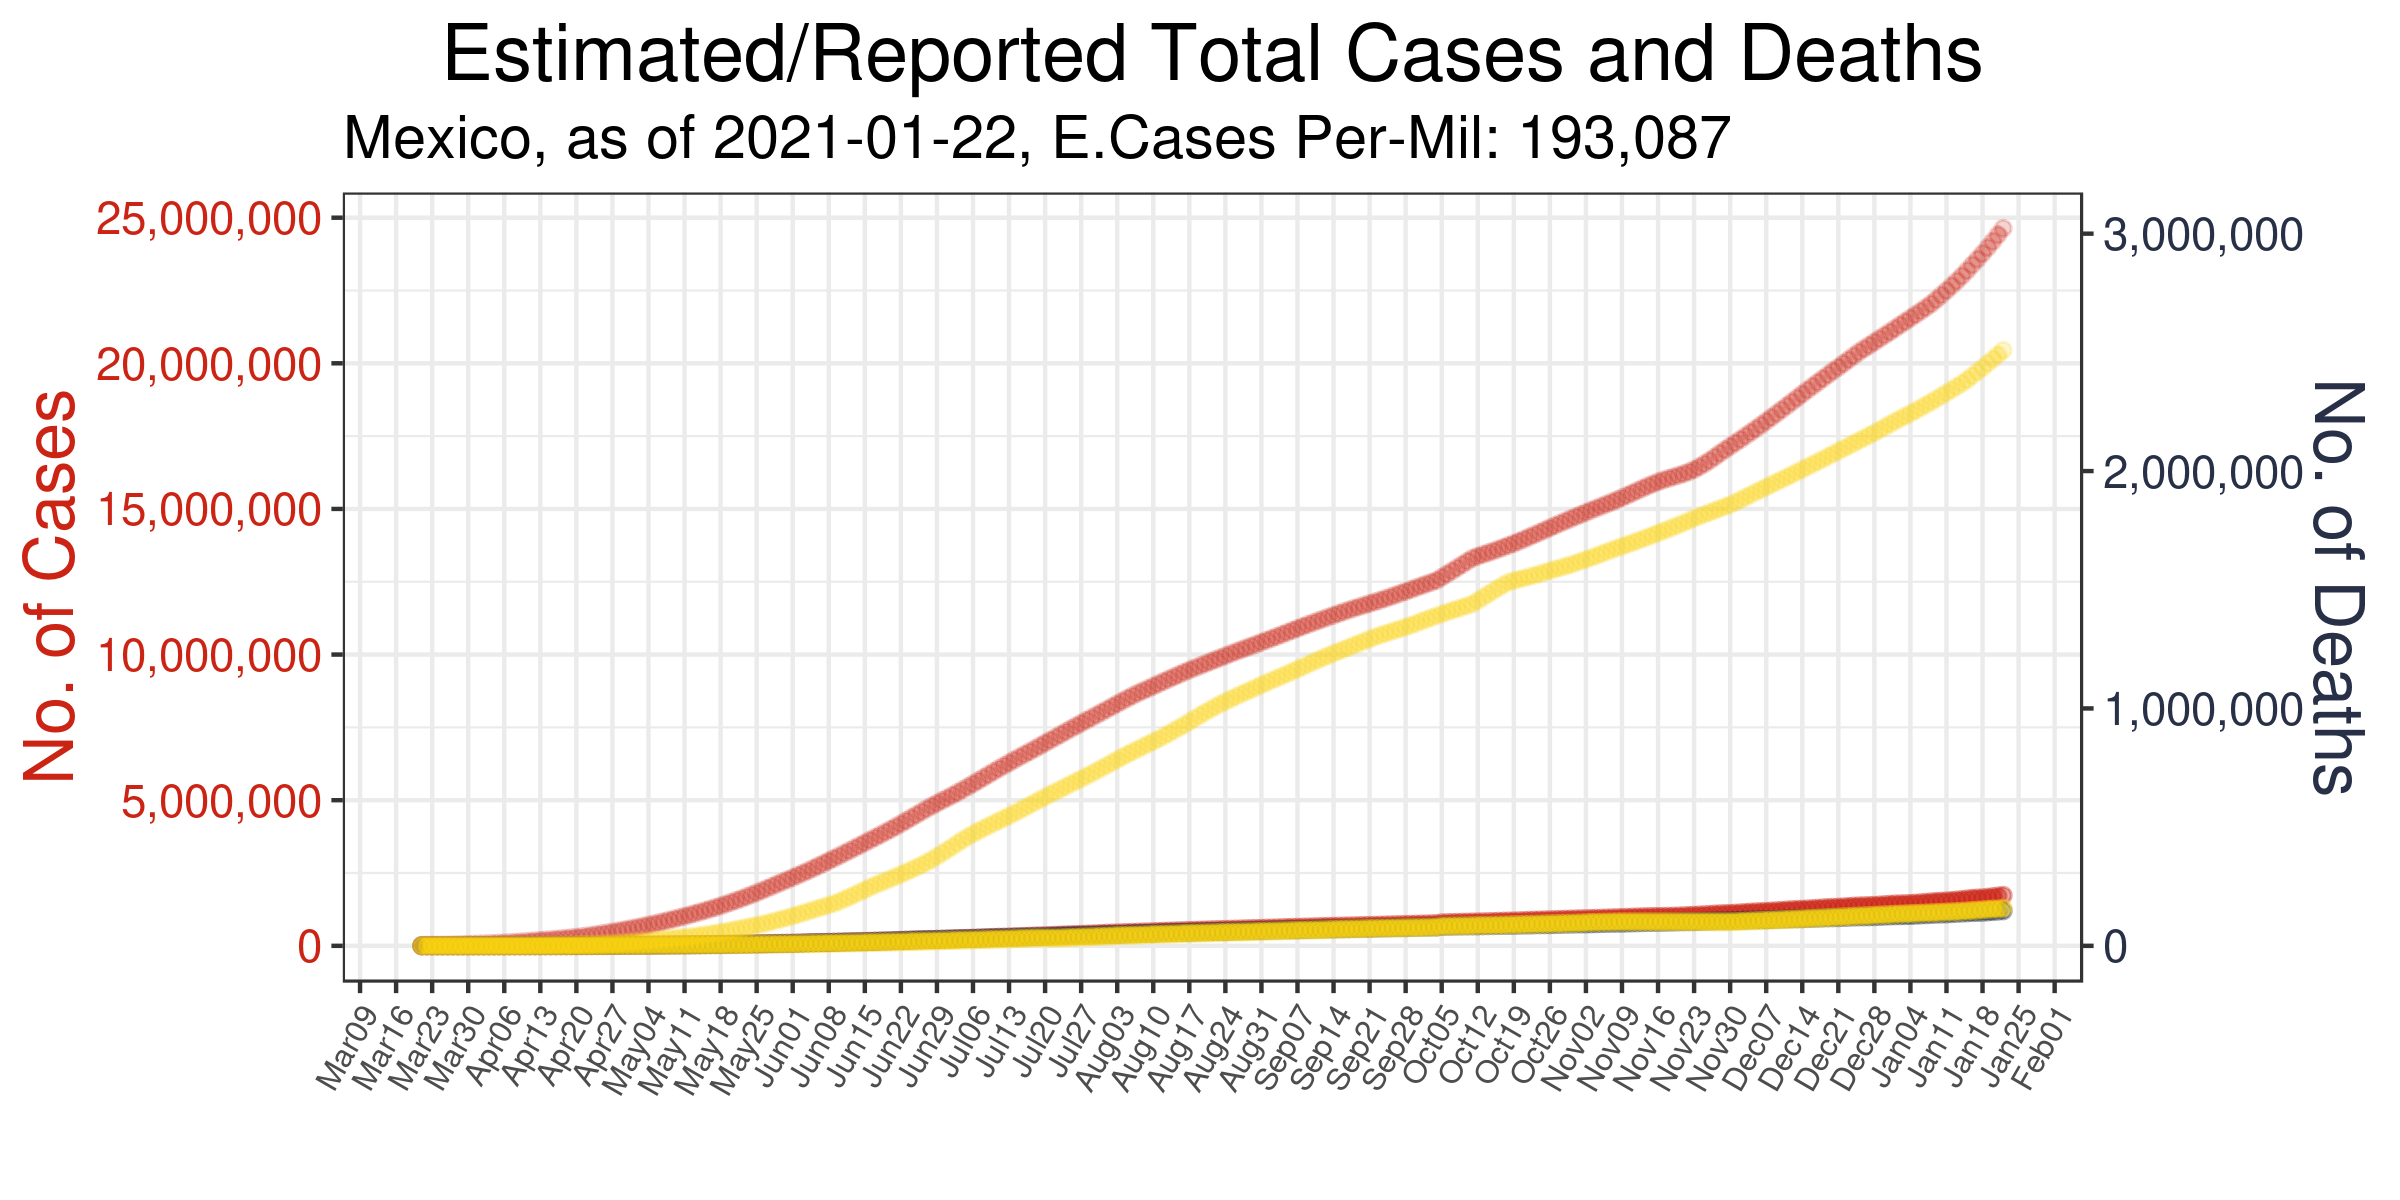 Estimated/Reported Total Cases and Deaths
Mexico, as of 2021-01-22, E.Cases Per-Mil: 193,087
No. of Cases
25,000,000
20,000,000
15,000,000
10,000,000
5,000,000
0
3,000,000
2,000,000
1,000,000
0
No. of Deaths
Mar09
Mar16
Mar23
Mar30
Apr06
Apr13
Apr20
Apr27
May04
May11
May18
May25
Jun01
Jun08
Jun15
Jun22
Jun29
Jul06
Jul13
Jul20
Jul27
Aug03
Aug10
Aug17
Aug24
Aug31
Sep07
Sep14
Sep21
Sep28
Oct05
Oct12
Oct19
Oct26
Nov02
Nov09
Nov16
Nov23
Nov30
Dec07
Dec14
Dec21
Dec28
Jan04
Jan11
Jan18
Jan25
Feb01